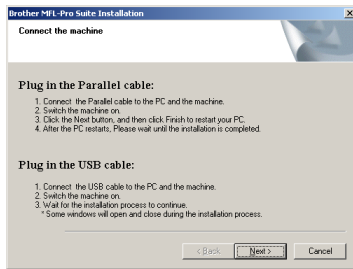 Brother MFL-Pro Suite Installation
Connect the machine
Plug in the Parallel cable:
1. Connect the Parallel cable to the PC and the machine.
2. Switch the machine on.
3. Click the Next button, and then click Finish to restart your PC.
4. After the PC restarts, Please wait until the installation is completed.
Plug in the USB cable:
1. Connect the USB cable to the PC and the machine.
2. Switch the machine on.
3. Wait for the installation process to continue.
* Some windows will open and close during the installation process.
< Back Next > Cancel